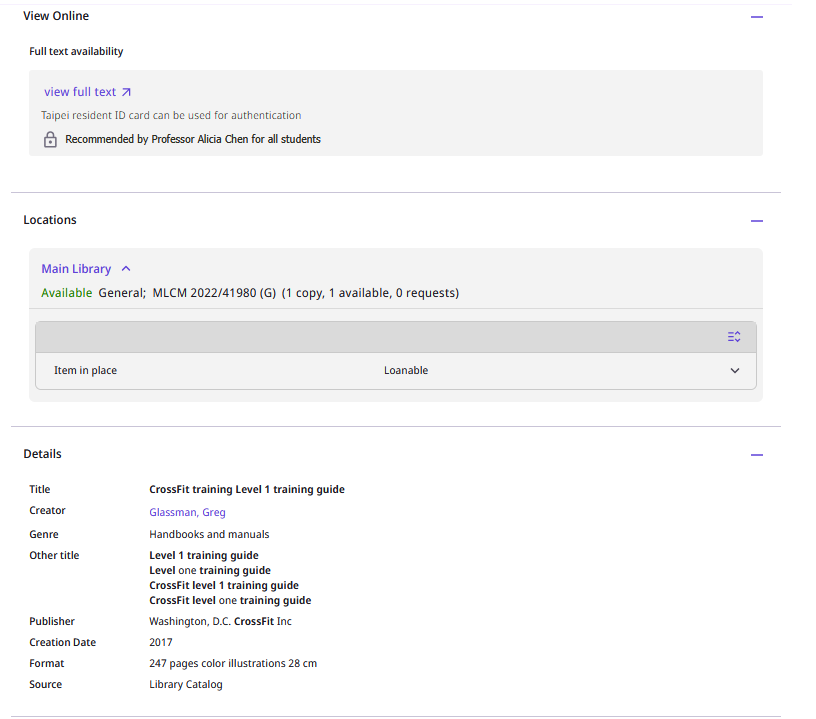 View Online
Full text availability
view full text
Taipei resident ID card can be used for authentication
Recommended by Professor Alicia Chen for all students
Locations
Main Library
Available General; MLCM 2022/41980 (G) (1 copy, 1 available, 0 requests)
Item in place Loanable
Details
Title CrossFit training Level 1 training guide
Creator Glassman, Greg
Genre Handbooks and manuals
Other title Level 1 training guide
Level one training guide
CrossFit level 1 training guide
CrossFit level one training guide
Publisher Washington, D.C. CrossFit Inc
Creation Date 2017
Format 247 pages color illustrations 28 cm
Source Library Catalog